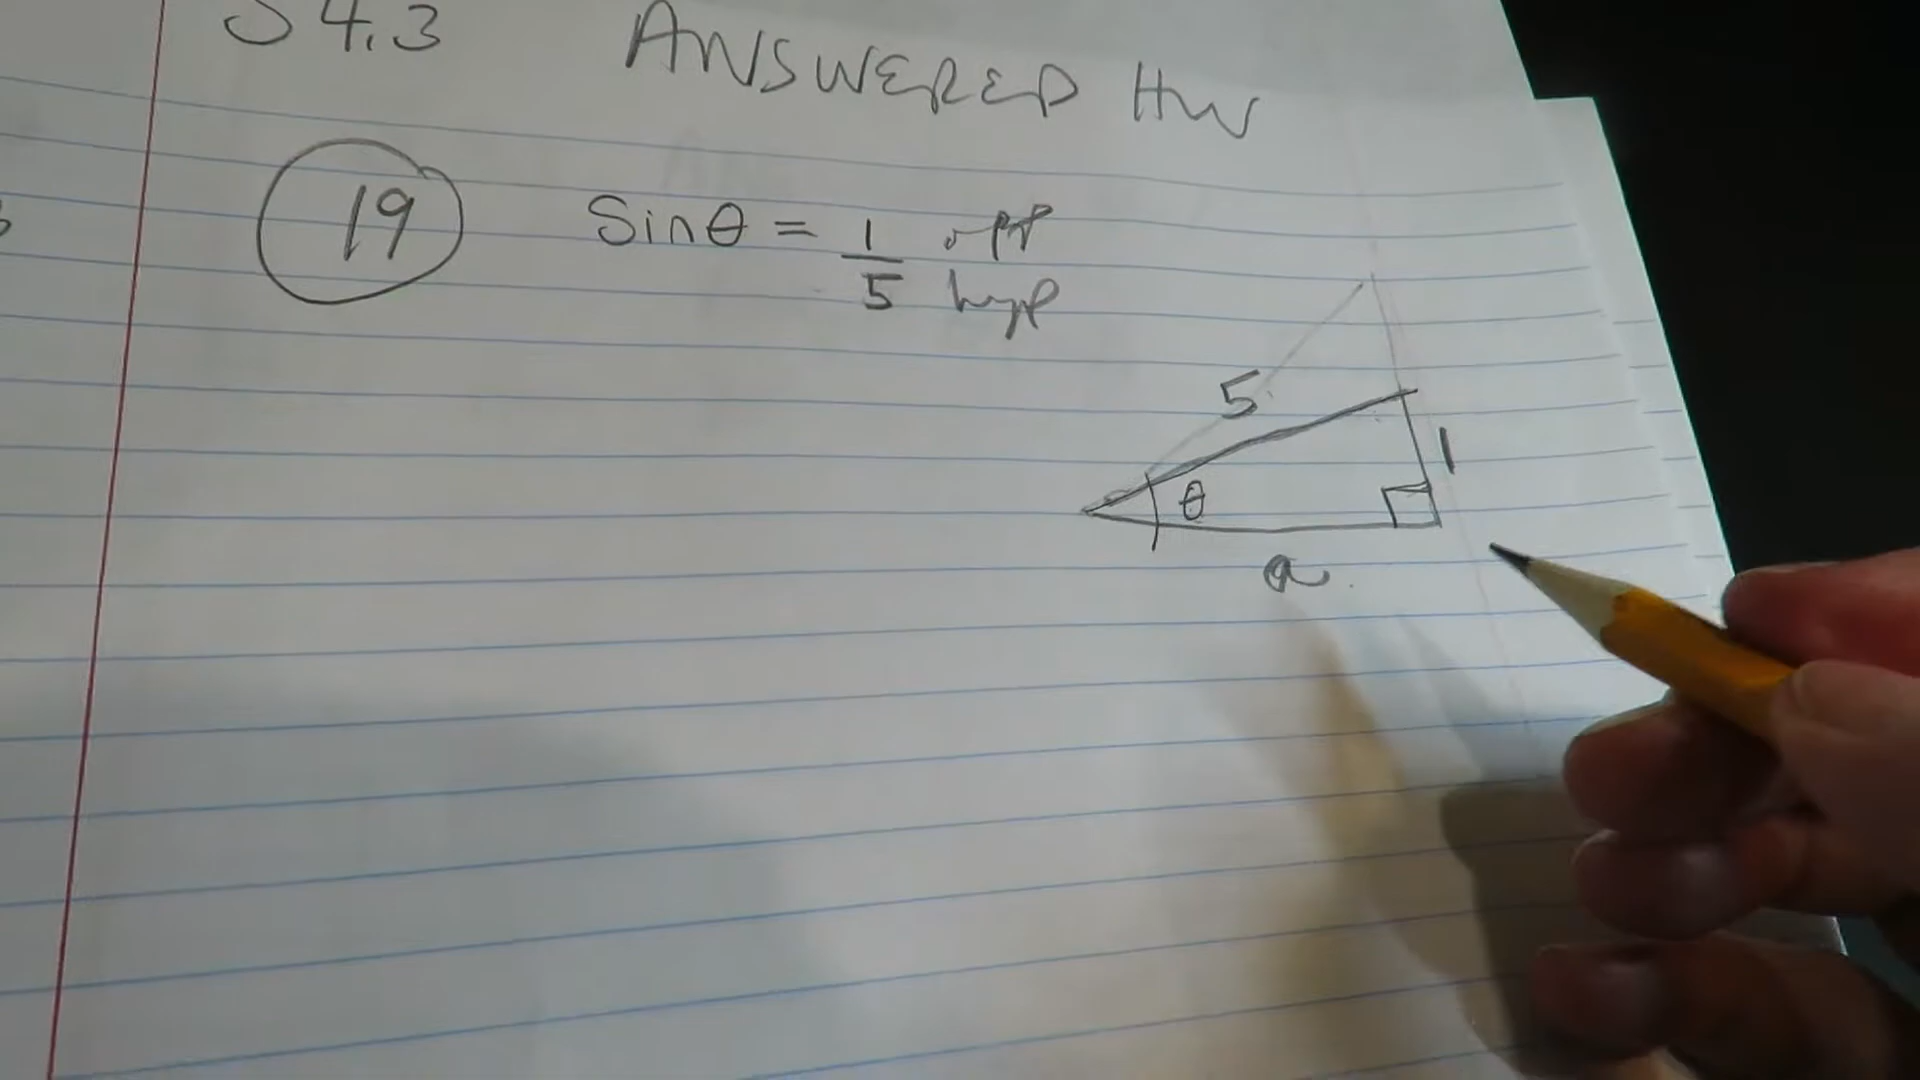 S 4.3 ANSWERED HW
19 Sinθ = 1/5 opp/hyp
5
1
θ
a